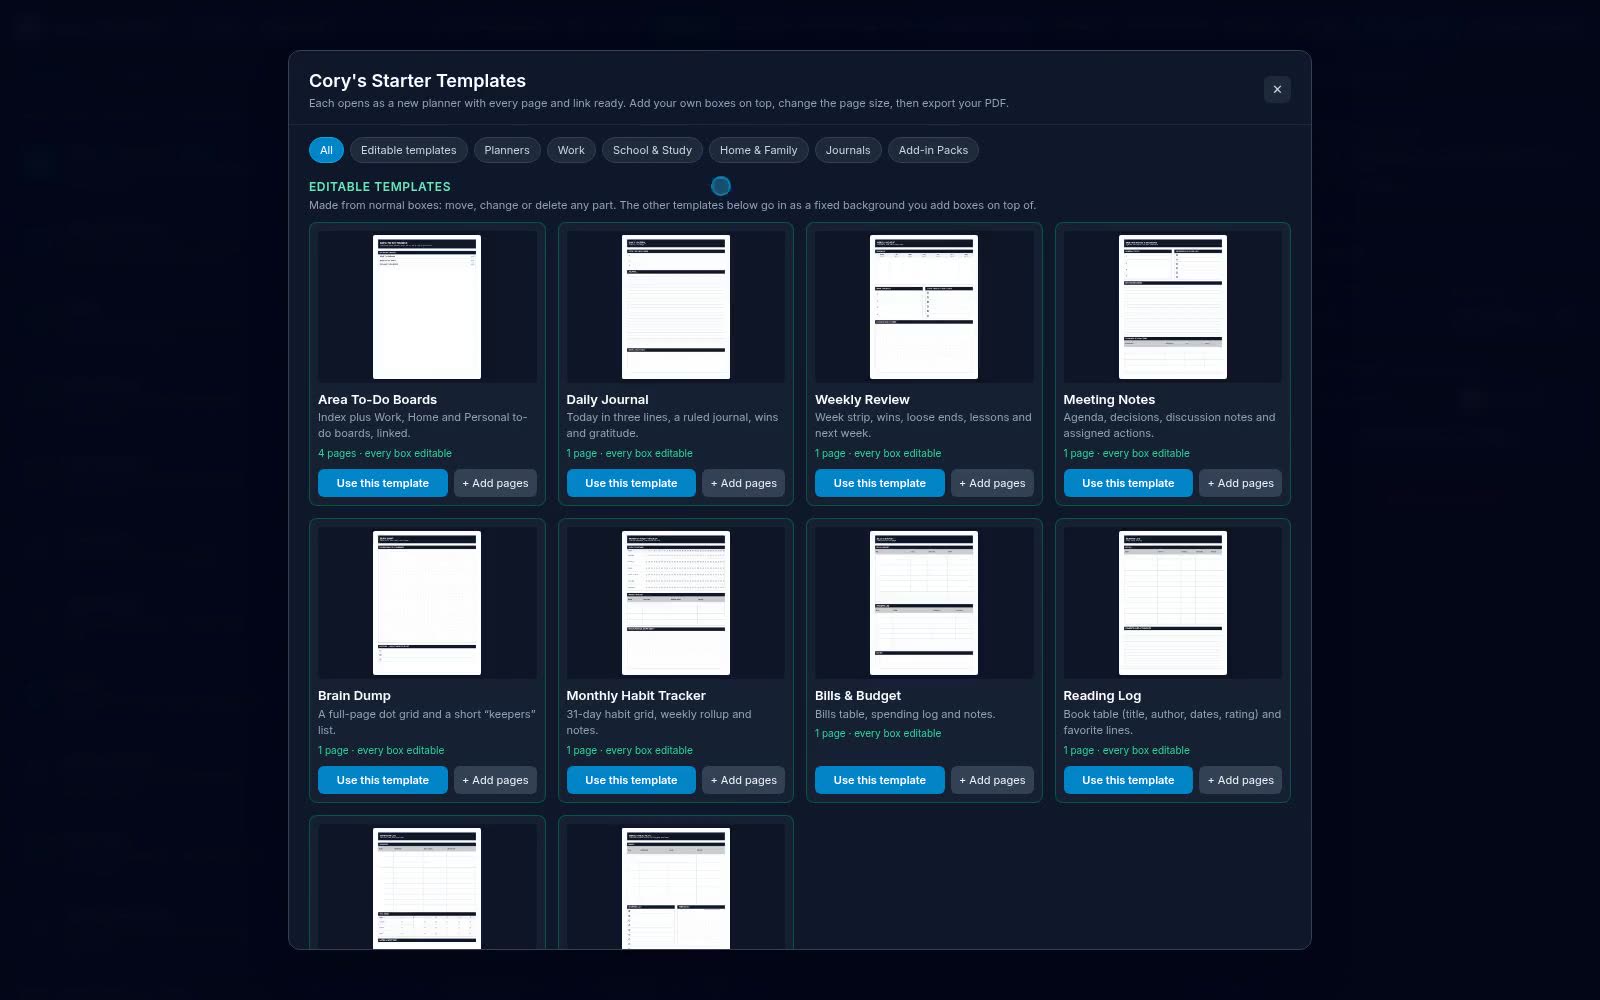 Cory's Starter Templates
Each opens as a new planner with every page and link ready. Add your own boxes on top, change the page size, then export your PDF.
✕
All
Editable templates
Planners
Work
School & Study
Home & Family
Journals
Add-in Packs
EDITABLE TEMPLATES
Made from normal boxes: move, change or delete any part. The other templates below go in as a fixed background you add boxes on top of.
Area To-Do Boards
Index plus Work, Home and Personal to-
do boards, linked.
4 pages · every box editable
Use this template
+ Add pages
Daily Journal
Today in three lines, a ruled journal, wins
and gratitude.
1 page · every box editable
Use this template
+ Add pages
Weekly Review
Week strip, wins, loose ends, lessons and
next week.
1 page · every box editable
Use this template
+ Add pages
Meeting Notes
Agenda, decisions, discussion notes and
assigned actions.
1 page · every box editable
Use this template
+ Add pages
Brain Dump
A full-page dot grid and a short “keepers”
list.
1 page · every box editable
Use this template
+ Add pages
Monthly Habit Tracker
31-day habit grid, weekly rollup and
notes.
1 page · every box editable
Use this template
+ Add pages
Bills & Budget
Bills table, spending log and notes.
1 page · every box editable
Use this template
+ Add pages
Reading Log
Book table (title, author, dates, rating) and
favorite lines.
1 page · every box editable
Use this template
+ Add pages